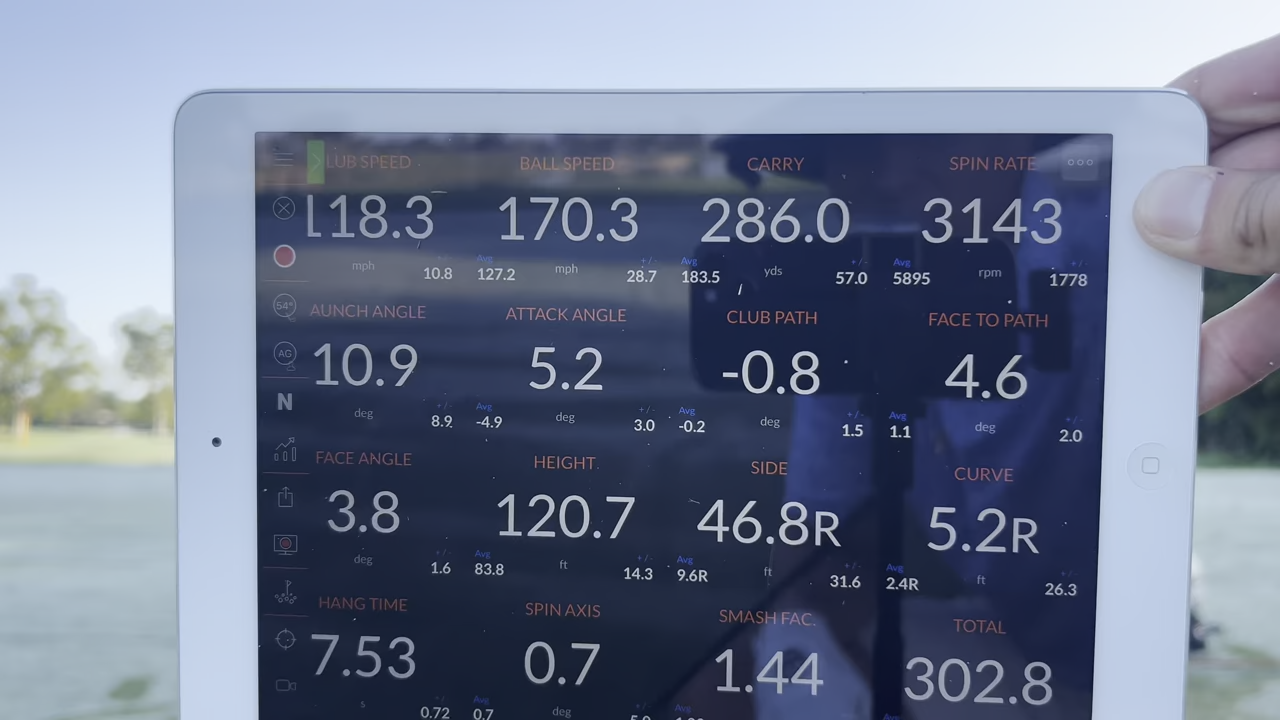 LUB SPEED BALL SPEED CARRY SPIN RATE
118.3 170.3 286.0 3143
mph +/- 10.8 Avg 127.2 mph +/- 28.7 Avg 183.5 yds +/- 57.0 Avg 5895 rpm +/- 1778
54°
AUNCH ANGLE ATTACK ANGLE CLUB PATH FACE TO PATH
AG
10.9 5.2 -0.8 4.6
N
deg +/- 8.9 Avg -4.9 deg +/- 3.0 Avg -0.2 deg +/- 1.5 Avg 1.1 deg +/- 2.0
FACE ANGLE HEIGHT SIDE CURVE
3.8 120.7 46.8R 5.2R
deg +/- 1.6 Avg 83.8 ft +/- 14.3 Avg 9.6R ft +/- 31.6 Avg 2.4R ft +/- 26.3
HANG TIME SPIN AXIS SMASH FAC. TOTAL
7.53 0.7 1.44 302.8
s +/- 0.72 Avg 0.7 deg +/- Avg +/- Avg